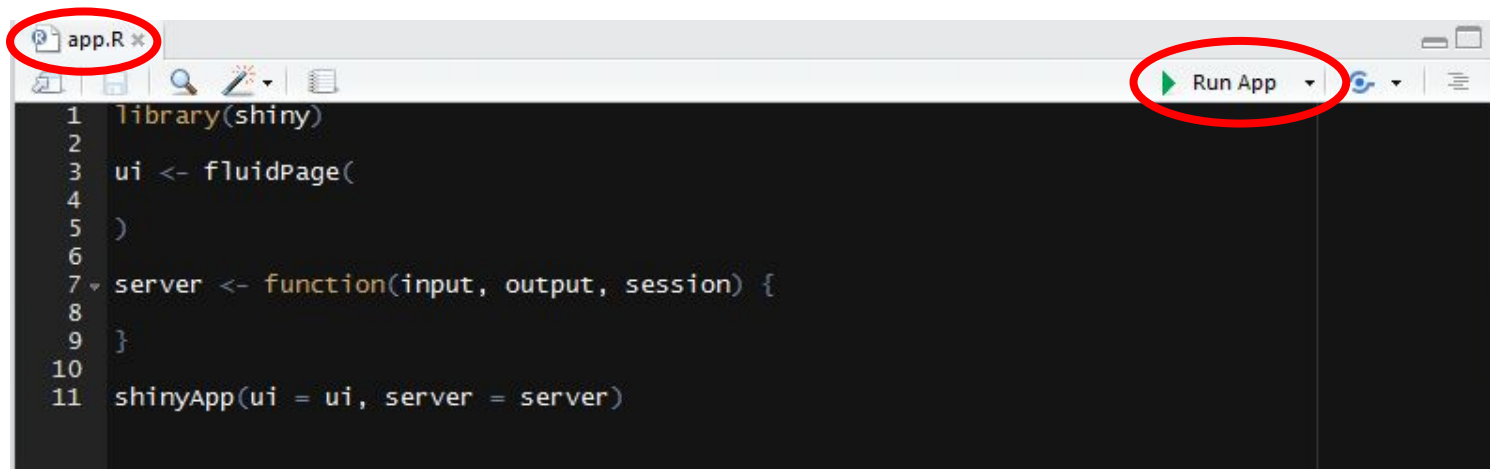 app.R
Run App
1 library(shiny)
2
3 ui <- fluidPage(
4
5 )
6
7 server <- function(input, output, session) {
8
9 }
10
11 shinyApp(ui = ui, server = server)